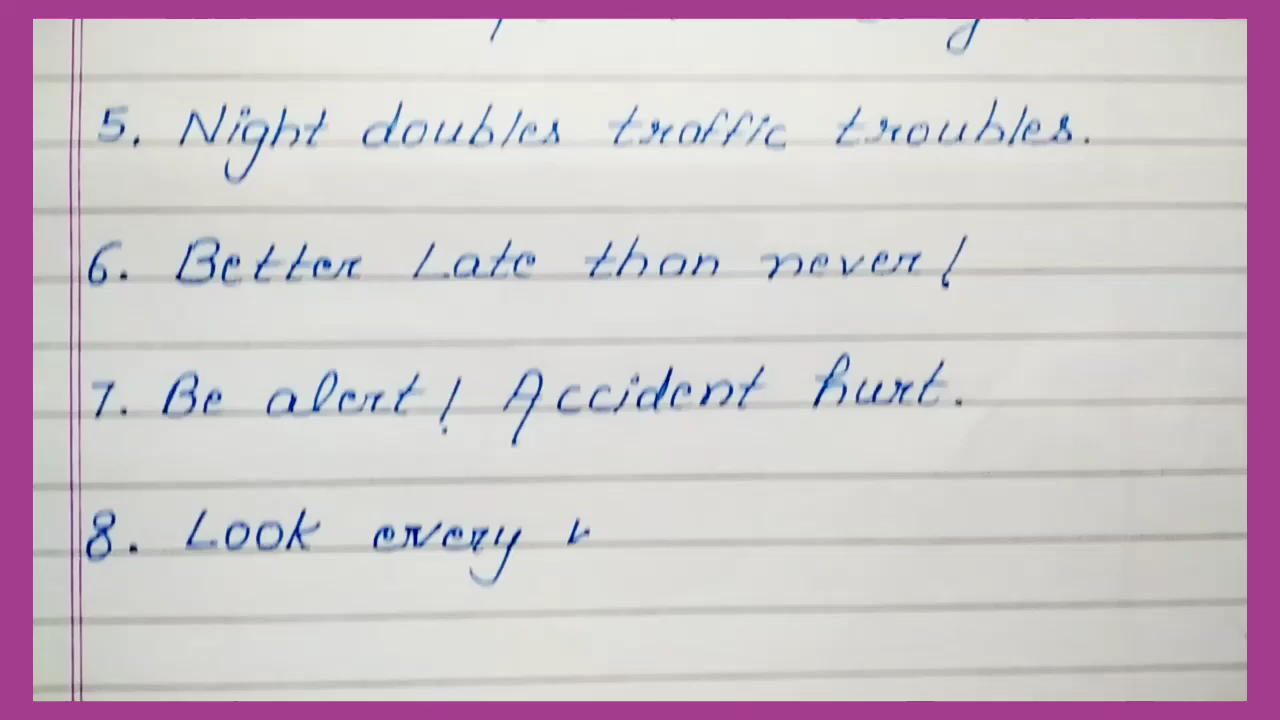 5. Night doubles traffic troubles.
6. Better Late than never!
7. Be alert! Accident hurt.
8. Look every